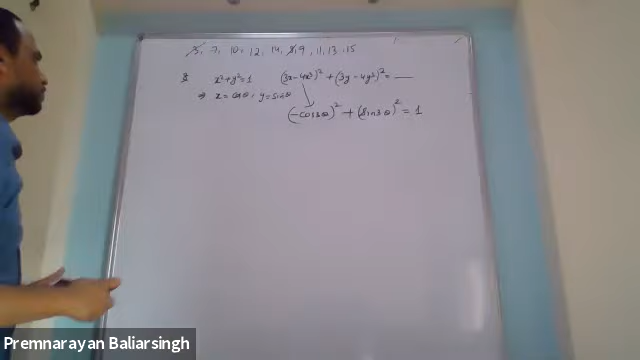 5, 7, 10, 12, 14, 8, 9, 11, 13, 15
Q x²+y²=1 (3x-4x³)²+(3y-4y³)²=___
⇒ x=cosθ, y=sinθ
(-cos3θ)²+(sin3θ)²=1
Premnarayan Baliarsingh